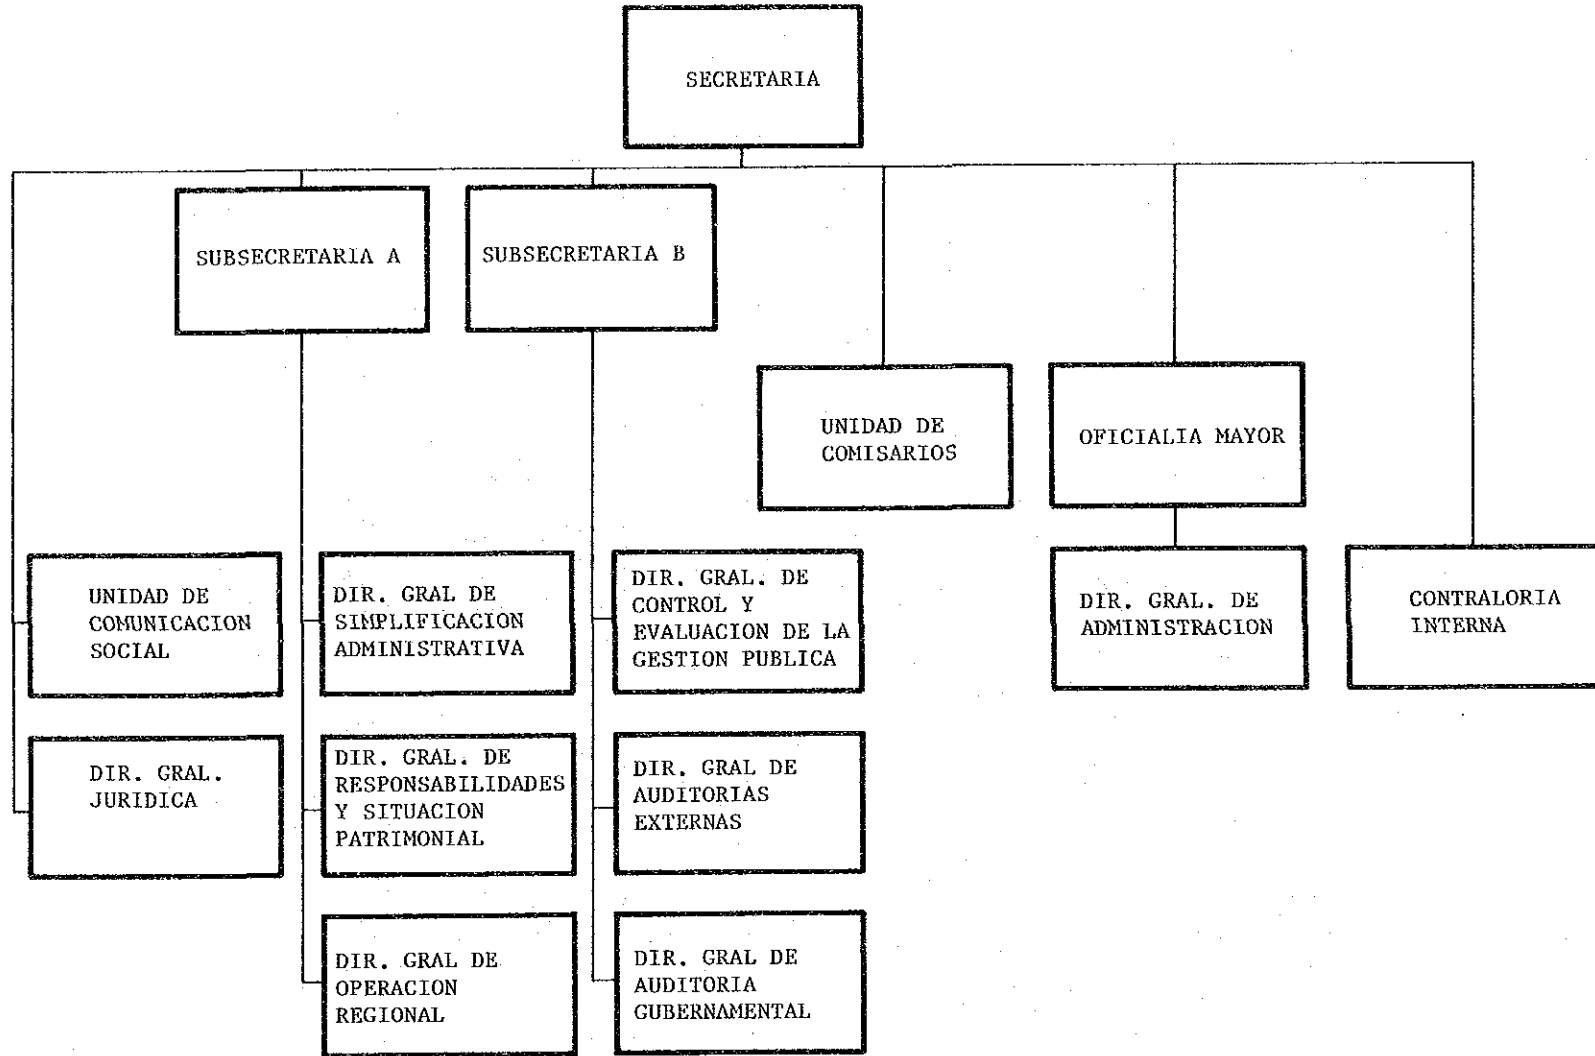 SECRETARIA
SUBSECRETARIA A
SUBSECRETARIA B
UNIDAD DE
COMISARIOS
OFICIALIA MAYOR
UNIDAD DE
COMUNICACION
SOCIAL
DIR. GRAL DE
SIMPLIFICACION
ADMINISTRATIVA
DIR. GRAL. DE
CONTROL Y
EVALUACION DE LA
GESTION PUBLICA
DIR. GRAL. DE
ADMINISTRACION
CONTRALORIA
INTERNA
DIR. GRAL.
JURIDICA
DIR. GRAL. DE
RESPONSABILIDADES
Y SITUACION
PATRIMONIAL
DIR. GRAL DE
AUDITORIAS
EXTERNAS
DIR. GRAL DE
OPERACION
REGIONAL
DIR. GRAL DE
AUDITORIA
GUBERNAMENTAL